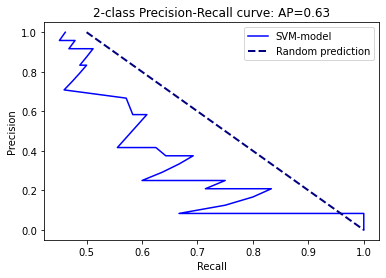 2-class Precision-Recall curve: AP=0.63
SVM-model
Random prediction
Precision
1.0
0.8
0.6
0.4
0.2
0.0
0.5 0.6 0.7 0.8 0.9 1.0
Recall